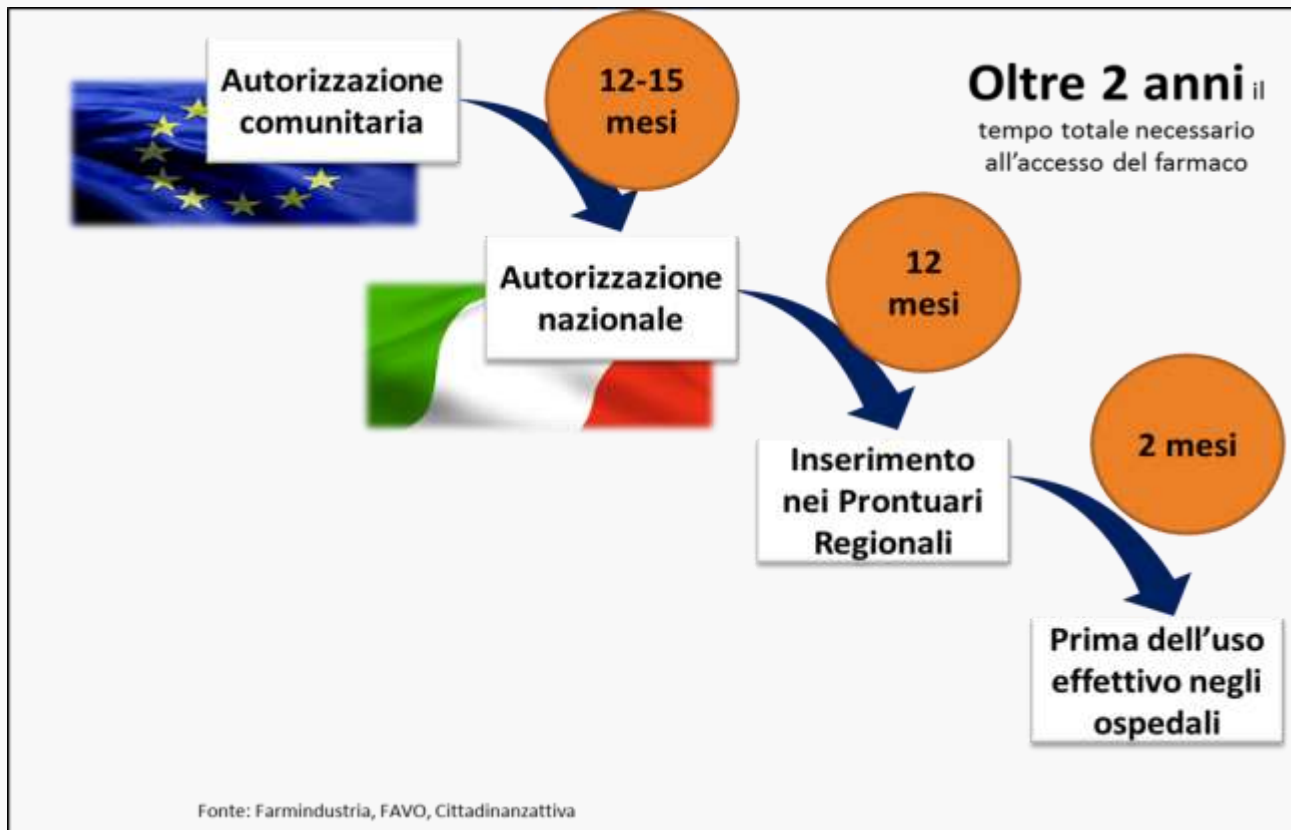 Autorizzazione
comunitaria
12-15
mesi
Oltre 2 anni il
tempo totale necessario
all'accesso del farmaco
Autorizzazione
nazionale
12
mesi
Inserimento
nei Prontuari
Regionali
2 mesi
Prima dell'uso
effettivo negli
ospedali
Fonte: Farmindustria, FAVO, Cittadinanzattiva